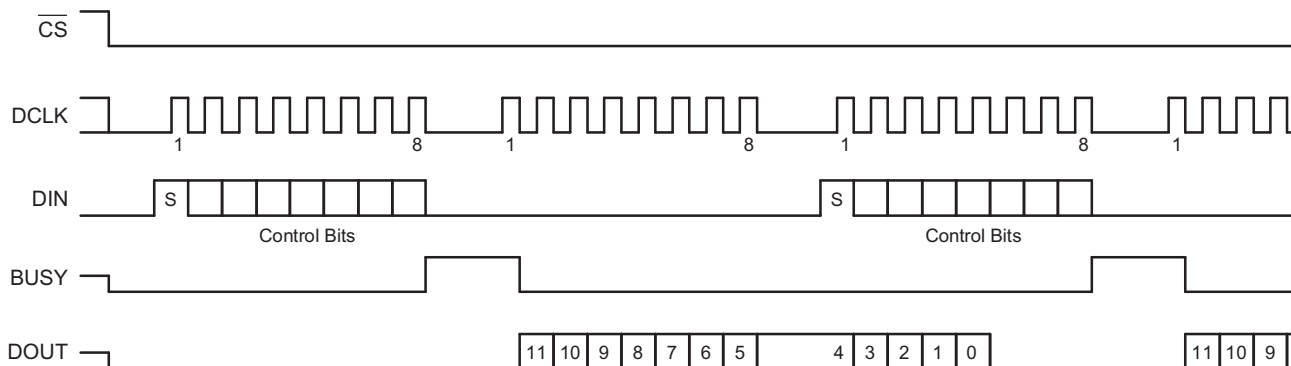 CS
DCLK
1 8 1 8 1 8 1
DIN
S S
Control Bits Control Bits
BUSY
DOUT 11 10 9 8 7 6 5 4 3 2 1 0 11 10 9